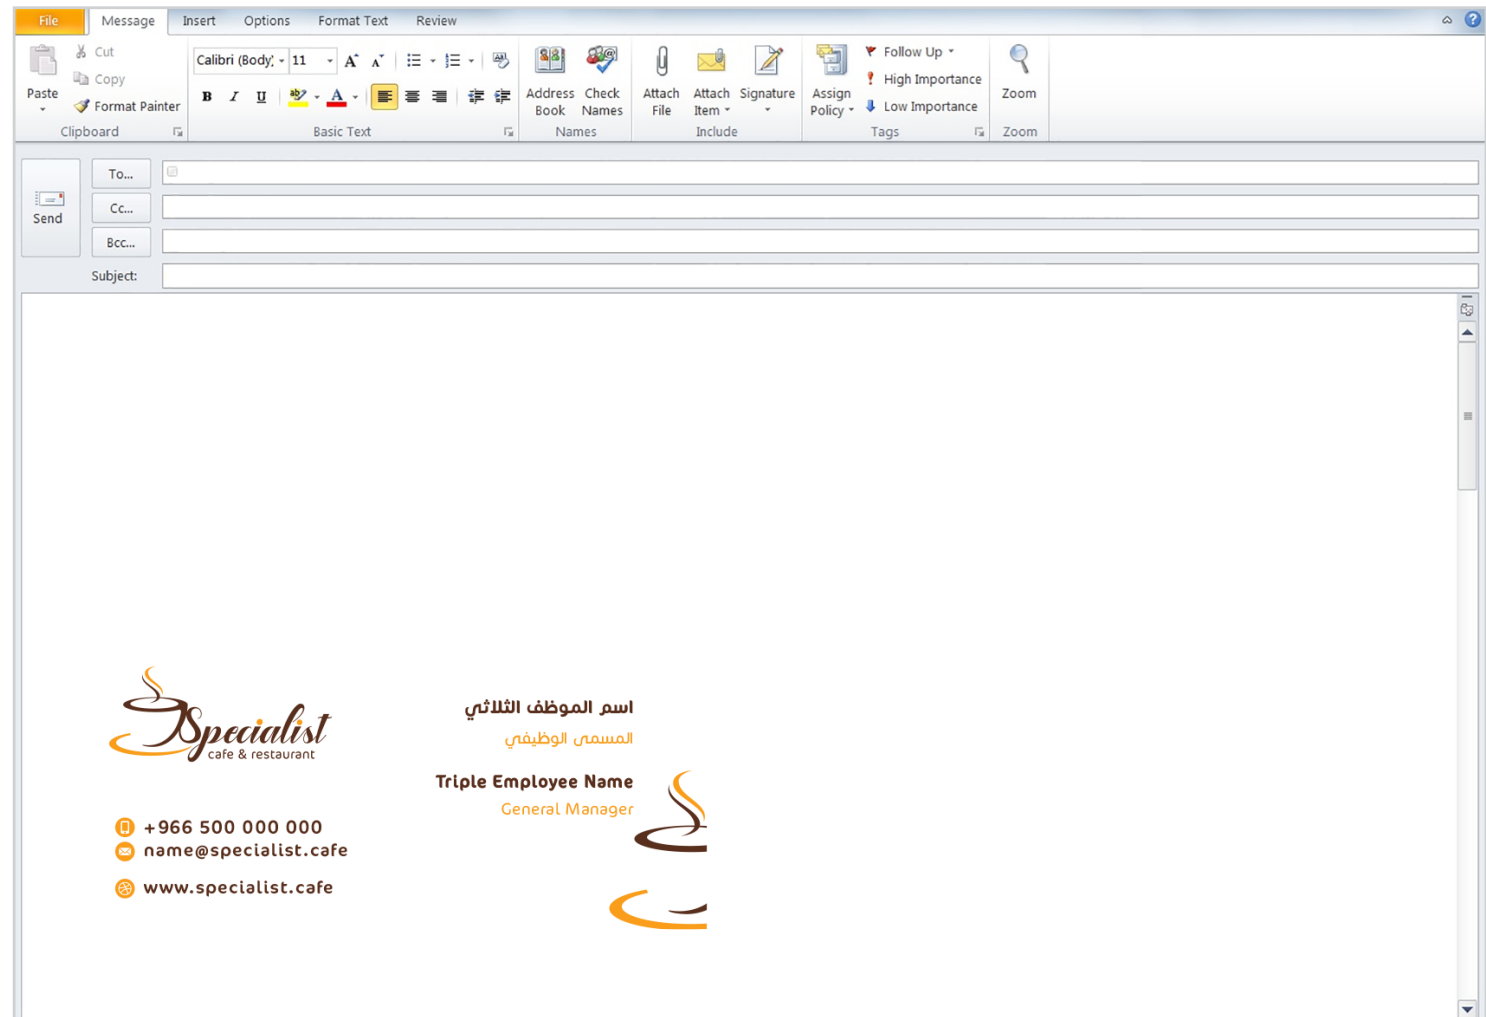 File Message Insert Options Format Text Review
Cut
Copy
Paste
Format Painter
Clipboard
Calibri (Body) 11
B I U
Basic Text
Address Book
Check Names
Names
Attach File
Attach Item
Signature
Include
Assign Policy
Follow Up
High Importance
Low Importance
Tags
Zoom
Zoom
Send
To...
Cc...
Bcc...
Subject:
Specialist
cafe & restaurant
+966 500 000 000
name@specialist.cafe
www.specialist.cafe
اسم الموظف الثلاثي
المسمى الوظيفي
Triple Employee Name
General Manager